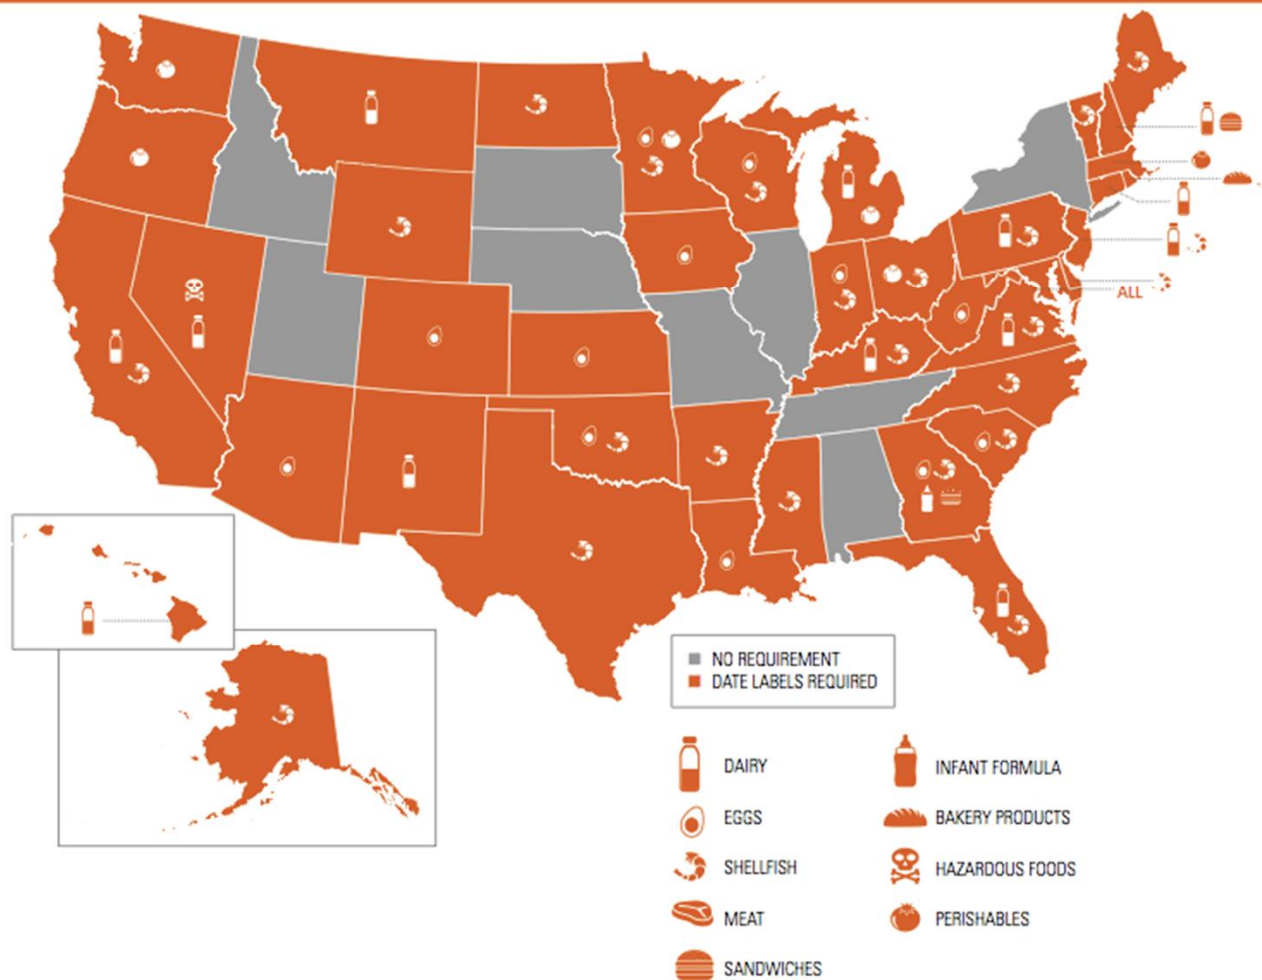 ALL
NO REQUIREMENT
DATE LABELS REQUIRED
DAIRY
INFANT FORMULA
EGGS
BAKERY PRODUCTS
SHELLFISH
HAZARDOUS FOODS
MEAT
PERISHABLES
SANDWICHES